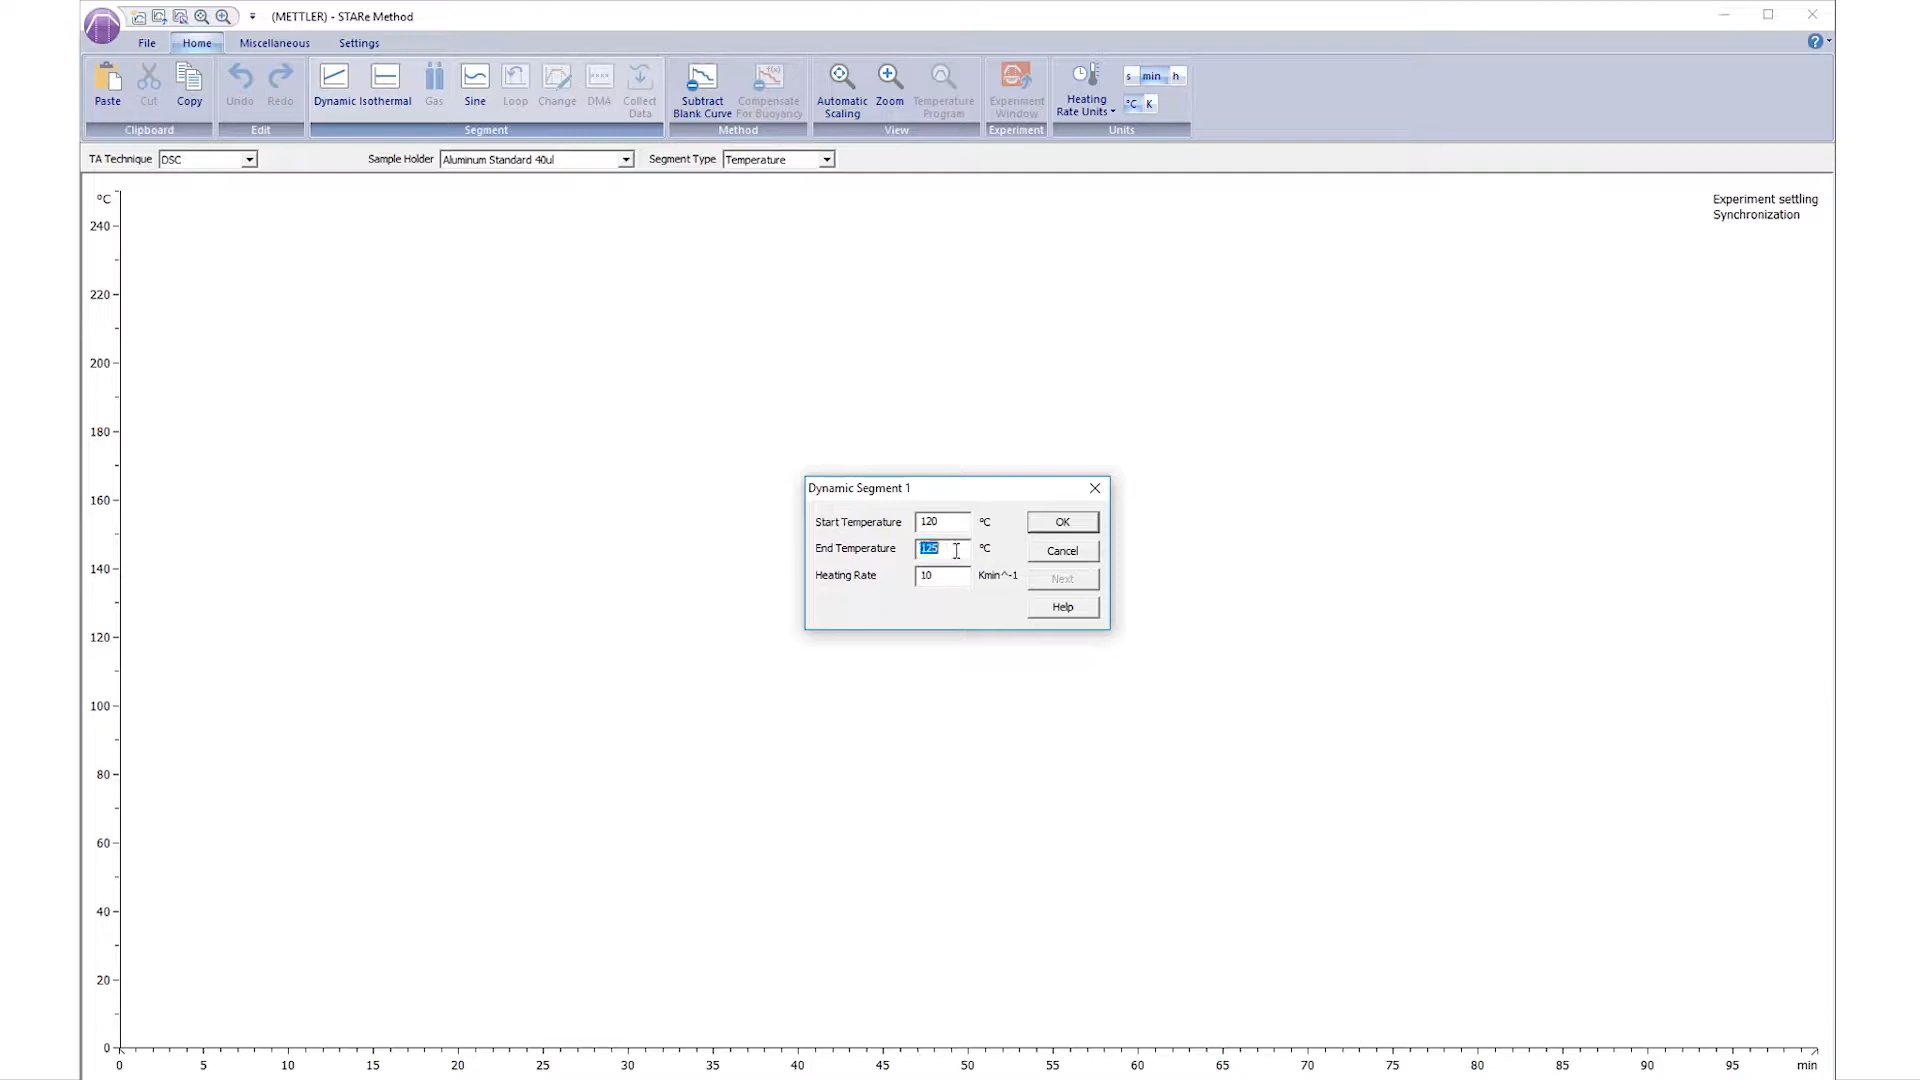 (METTLER) - STARe Method
File Home Miscellaneous Settings
Paste Cut Copy Undo Redo Dynamic Isothermal Gas Sine Loop Change DMA Collect Data Subtract Blank Curve Compensate For Buoyancy Automatic Scaling Zoom Temperature Program Experiment Window Heating Rate Units s min h °C K
Clipboard Edit Segment Method View Experiment Units
TA Technique DSC Sample Holder Aluminum Standard 40ul Segment Type Temperature
°C
Experiment settling
Synchronization
240
220
200
180
160
140
120
100
80
60
40
20
0
Dynamic Segment 1
Start Temperature 120 °C OK
End Temperature 125 °C Cancel
Heating Rate 10 Kmin^-1 Next
Help
0 5 10 15 20 25 30 35 40 45 50 55 60 65 70 75 80 85 90 95 min